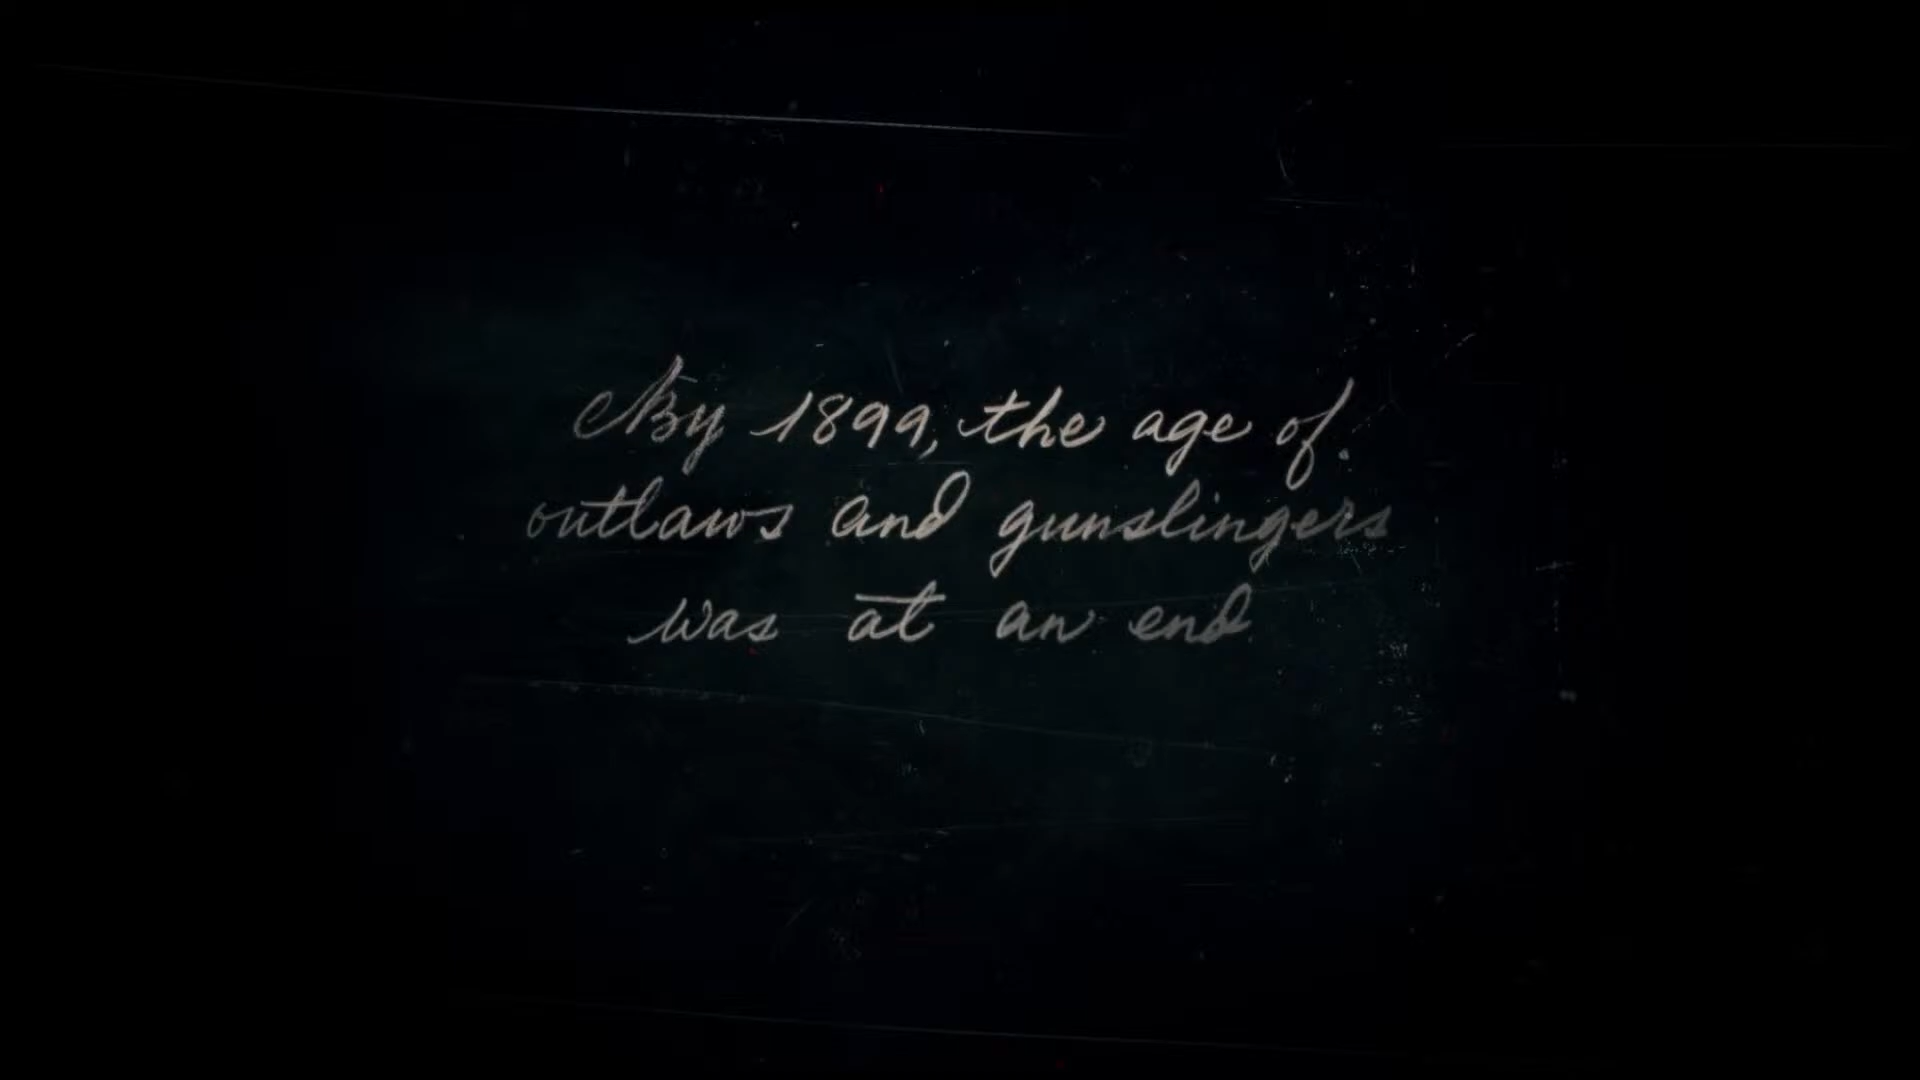 By 1899, the age of
outlaws and gunslingers
was at an end